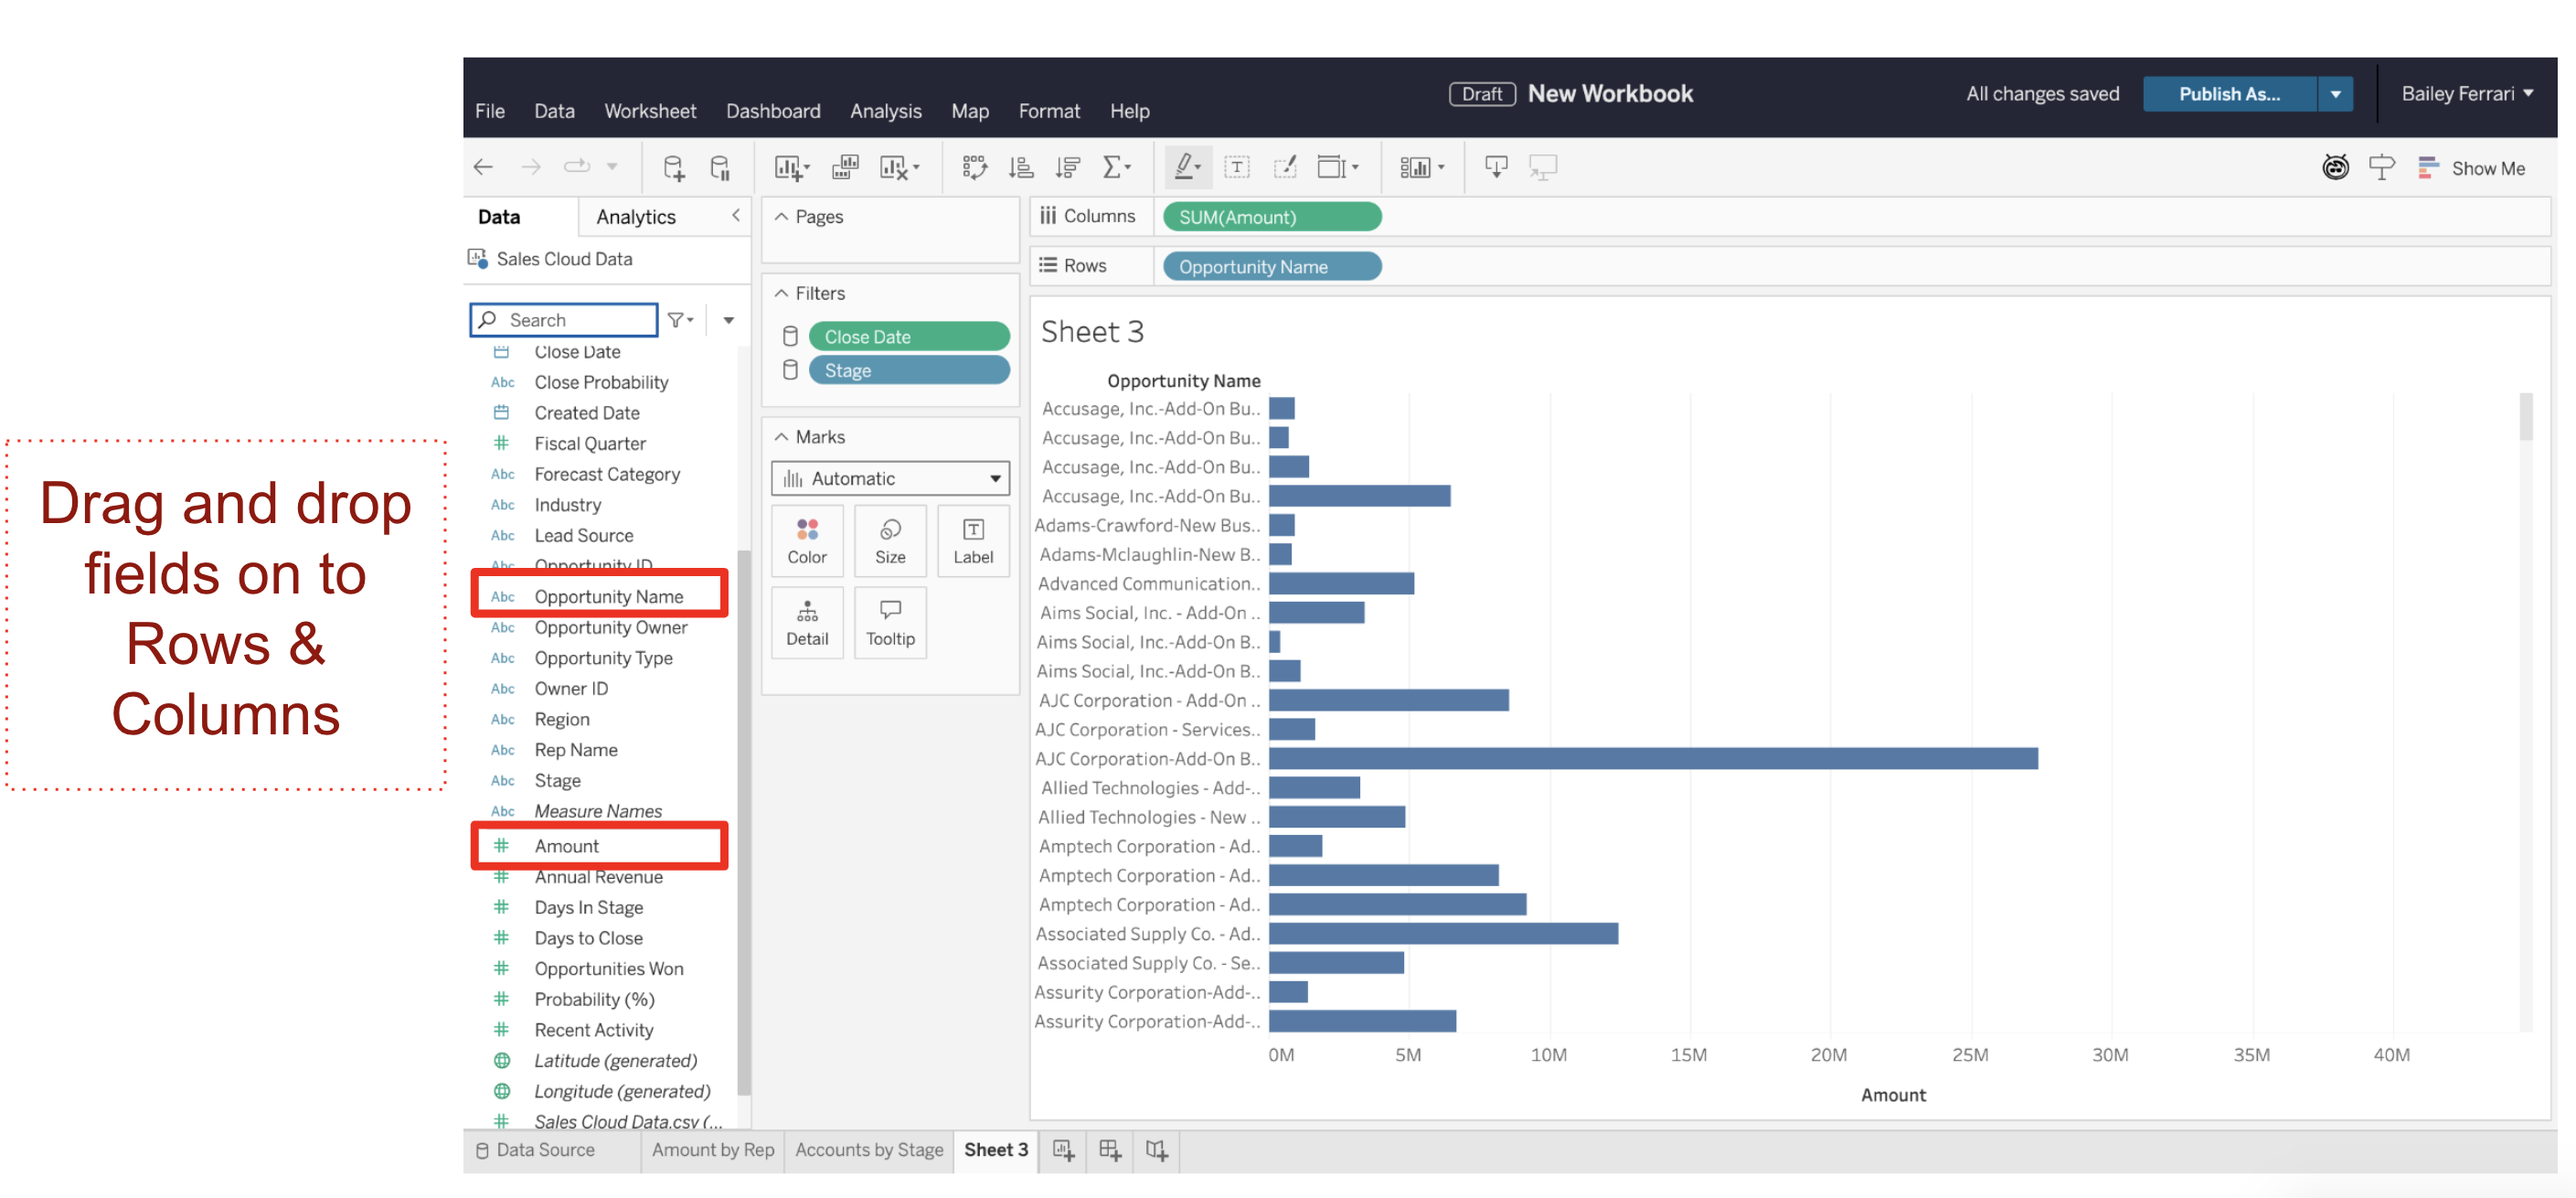 Drag and drop
fields on to
Rows &
Columns
File Data Worksheet Dashboard Analysis Map Format Help
Draft New Workbook
All changes saved Publish As... Bailey Ferrari
Show Me
Data Analytics
Sales Cloud Data
Search
Close Date
Abc Close Probability
Created Date
Fiscal Quarter
Abc Forecast Category
Abc Industry
Abc Lead Source
Abc Opportunity ID
Abc Opportunity Name
Abc Opportunity Owner
Abc Opportunity Type
Abc Owner ID
Abc Region
Abc Rep Name
Abc Stage
Abc Measure Names
Amount
Annual Revenue
Days In Stage
Days to Close
Opportunities Won
Probability (%)
Recent Activity
Latitude (generated)
Longitude (generated)
Sales Cloud Data.csv (...
Pages
Filters
Close Date
Stage
Marks
Automatic
Color Size Label
Detail Tooltip
Columns SUM(Amount)
Rows Opportunity Name
Sheet 3
Opportunity Name
Accusage, Inc.-Add-On Bu..
Accusage, Inc.-Add-On Bu..
Accusage, Inc.-Add-On Bu..
Accusage, Inc.-Add-On Bu..
Adams-Crawford-New Bus..
Adams-Mclaughlin-New B..
Advanced Communication..
Aims Social, Inc. - Add-On ..
Aims Social, Inc.-Add-On B..
Aims Social, Inc.-Add-On B..
AJC Corporation - Add-On ..
AJC Corporation - Services..
AJC Corporation-Add-On B..
Allied Technologies - Add-..
Allied Technologies - New ..
Amptech Corporation - Ad..
Amptech Corporation - Ad..
Amptech Corporation - Ad..
Associated Supply Co. - Ad..
Associated Supply Co. - Se..
Assurity Corporation-Add-..
Assurity Corporation-Add-..
0M 5M 10M 15M 20M 25M 30M 35M 40M
Amount
Data Source Amount by Rep Accounts by Stage Sheet 3